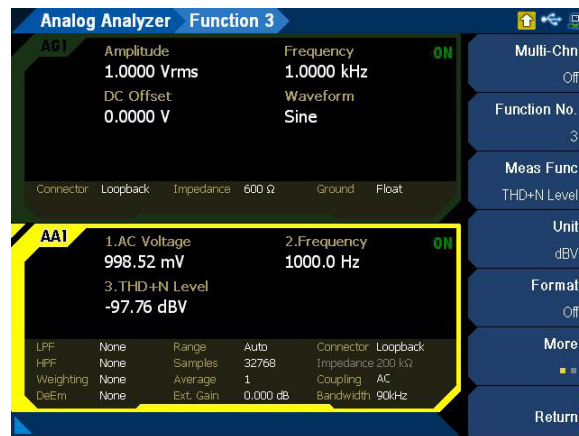 Analog Analyzer Function 3
AG1
Amplitude Frequency ON
1.0000 Vrms 1.0000 kHz
DC Offset Waveform
0.0000 V Sine
Connector Loopback Impedance 600 Ω Ground Float
AA1
1.AC Voltage 2.Frequency ON
998.52 mV 1000.0 Hz
3.THD+N Level
-97.76 dBV
LPF None Range Auto Connector Loopback
HPF None Samples 32768 Impedance 200 kΩ
Weighting None Average 1 Coupling AC
DeEm None Ext. Gain 0.000 dB Bandwidth 90kHz
Multi-Chn
Off
Function No.
3
Meas Func
THD+N Level
Unit
dBV
Format
Off
More
Return